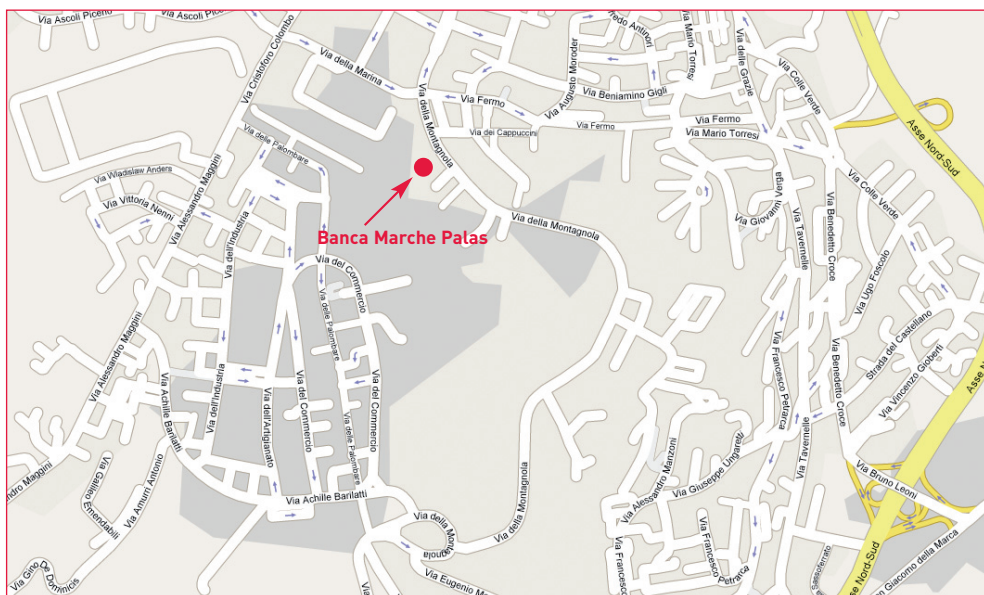 Via Ascoli Piceno
Via Ascoli Piceno
Via Cristoforo Colombo
Via della Marina
Via della Montagnola
Via Fermo
Via Augusto Moroder
Via Beniamino Gigli
Via Mario Torresi
Via delle Grazie
Via Colle Verde
Asse Nord-Sud
Via dei Cappuccini
Via Fermo
Via Fermo
Via Mario Torresi
Via delle Palombare
Via Wladislaw Anders
Via Vittoria Nenni
Via Alessandro Maggini
Via dell'Industria
Banca Marche Palas
Via della Montagnola
Via Giovanni Verga
Via Tavernelle
Via Benedetto Croce
Via Colle Verde
Via Ugo Foscolo
Via del Commercio
Via delle Palombare
Via Alessandro Maggini
Via Achille Barilatti
Via dell'Industria
Via dell'Artigianato
Via del Commercio
Via delle Palombare
Via del Commercio
Via Francesco Petrarca
Via Benedetto Croce
Strada del Castellano
Via Vincenzo Gioberti
Via Galileo Emendabili
Via Amurri Antonio
Via Achille Barilatti
Via della Montagnola
Via della Montagnola
Via Alessandro Manzoni
Via Giuseppe Ungaretti
Via Tavernelle
Via Bruno Leoni
Via Gino De Dominicis
Via Eugenio
Via Francesco
Via Francesco Petrarca
Sassoferrato
Asse Nord-Sud
Giacomo della Marca